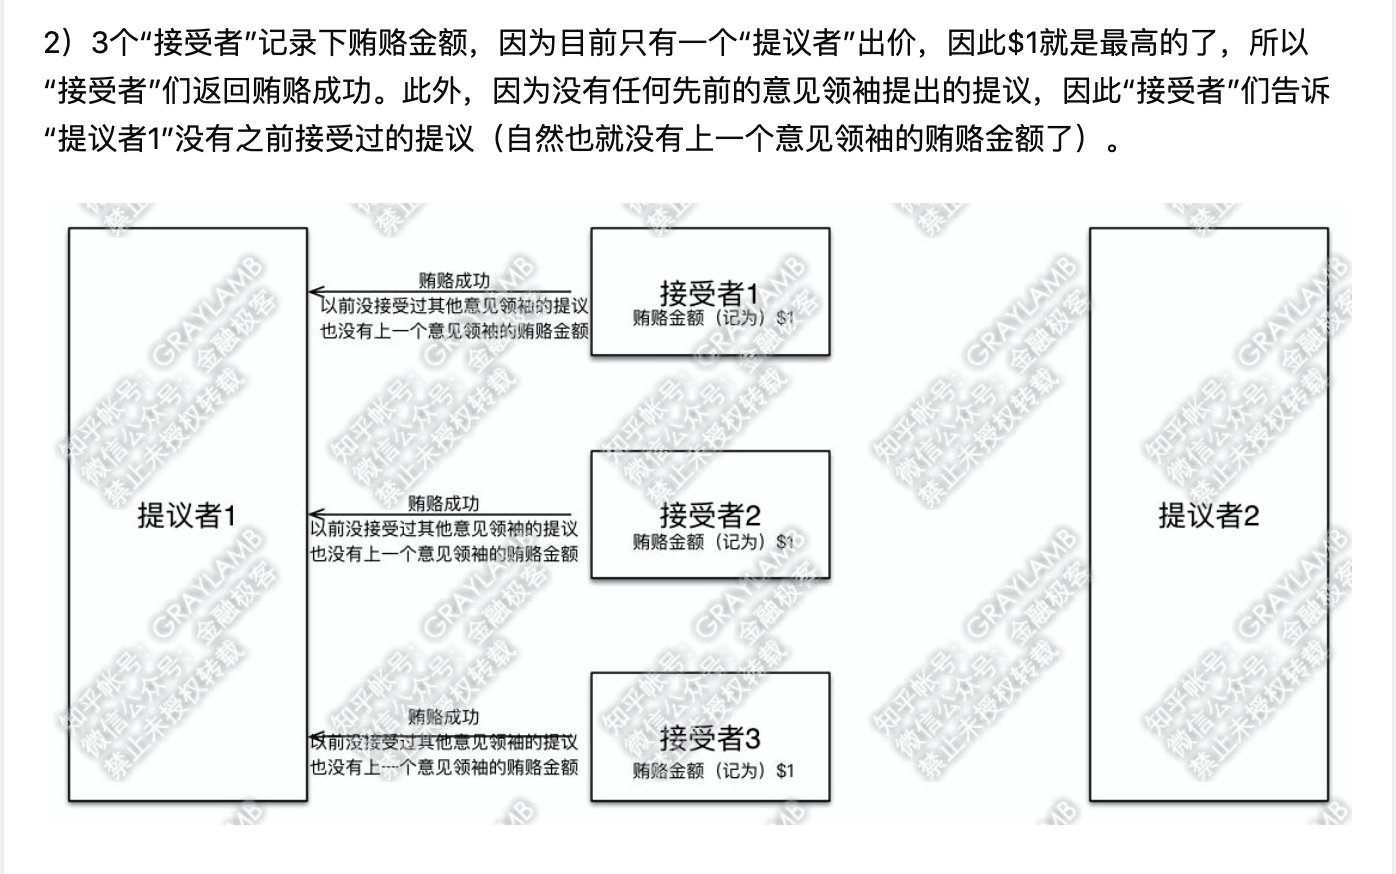 2）3个“接受者”记录下贿赂金额，因为目前只有一个“提议者”出价，因此$1就是最高的了，所以
“接受者”们返回贿赂成功。此外，因为没有任何先前的意见领袖提出的提议，因此“接受者”们告诉
“提议者1”没有之前接受过的提议（自然也就没有上一个意见领袖的贿赂金额了）。
贿赂成功
以前没接受过其他意见领袖的提议
也没有上一个意见领袖的贿赂金额
接受者1
贿赂金额（记为）$1
提议者1
贿赂成功
以前没接受过其他意见领袖的提议
也没有上一个意见领袖的贿赂金额
接受者2
贿赂金额（记为）$1
提议者2
贿赂成功
以前没接受过其他意见领袖的提议
也没有上一个意见领袖的贿赂金额
接受者3
贿赂金额（记为）$1
知乎帐号：GRAYLAMB
微信公众号：金融极客
禁止未授权转载